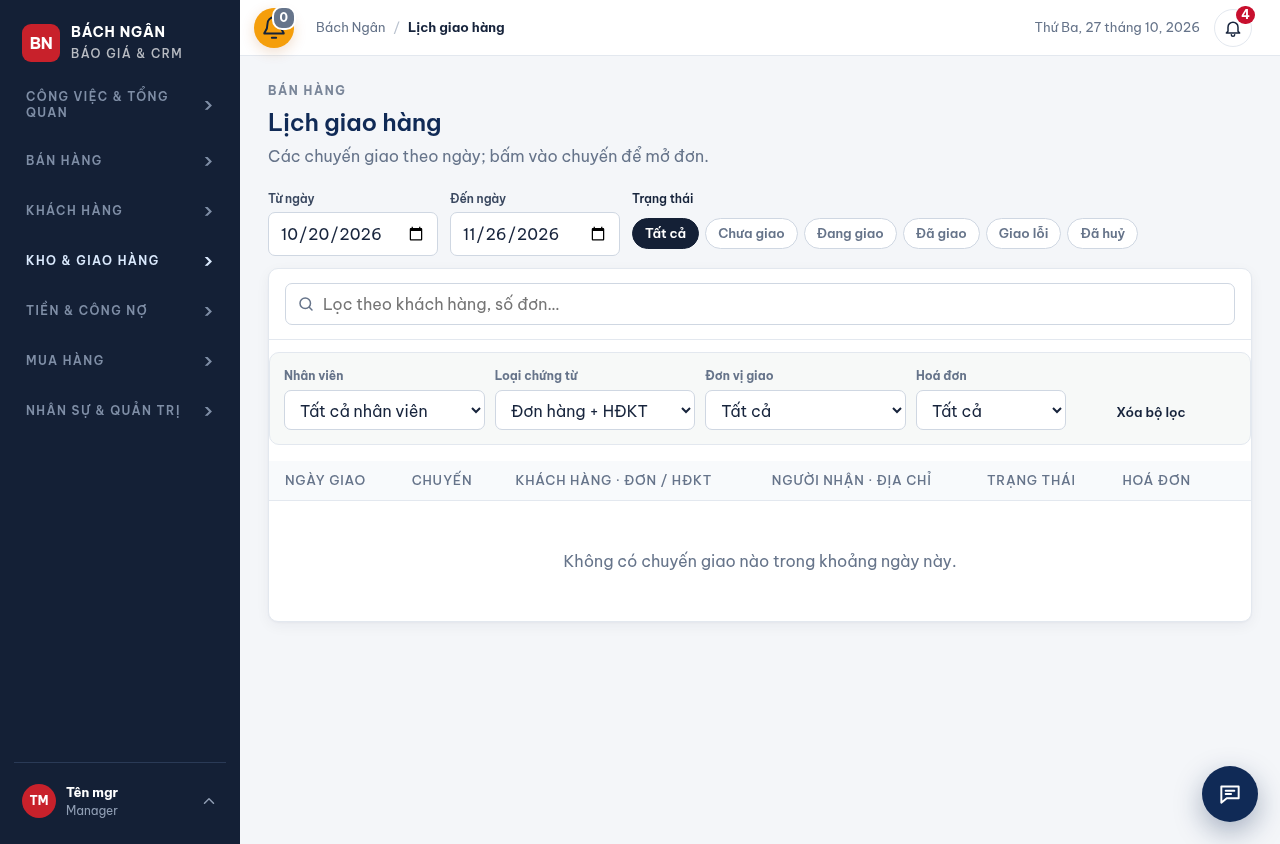 BN
BÁCH NGÂN
BÁO GIÁ & CRM
CÔNG VIỆC & TỔNG QUAN
BÁN HÀNG
KHÁCH HÀNG
KHO & GIAO HÀNG
TIỀN & CÔNG NỢ
MUA HÀNG
NHÂN SỰ & QUẢN TRỊ
TM
Tên mgr
Manager
0
Bách Ngân / Lịch giao hàng
Thứ Ba, 27 tháng 10, 2026
4
BÁN HÀNG
Lịch giao hàng
Các chuyến giao theo ngày; bấm vào chuyến để mở đơn.
Từ ngày Đến ngày Trạng thái
10/20/2026 11/26/2026 Tất cả Chưa giao Đang giao Đã giao Giao lỗi Đã huỷ
Lọc theo khách hàng, số đơn…
Nhân viên Loại chứng từ Đơn vị giao Hoá đơn
Tất cả nhân viên Đơn hàng + HĐKT Tất cả Tất cả Xóa bộ lọc
NGÀY GIAO CHUYẾN KHÁCH HÀNG · ĐƠN / HĐKT NGƯỜI NHẬN · ĐỊA CHỈ TRẠNG THÁI HOÁ ĐƠN
Không có chuyến giao nào trong khoảng ngày này.